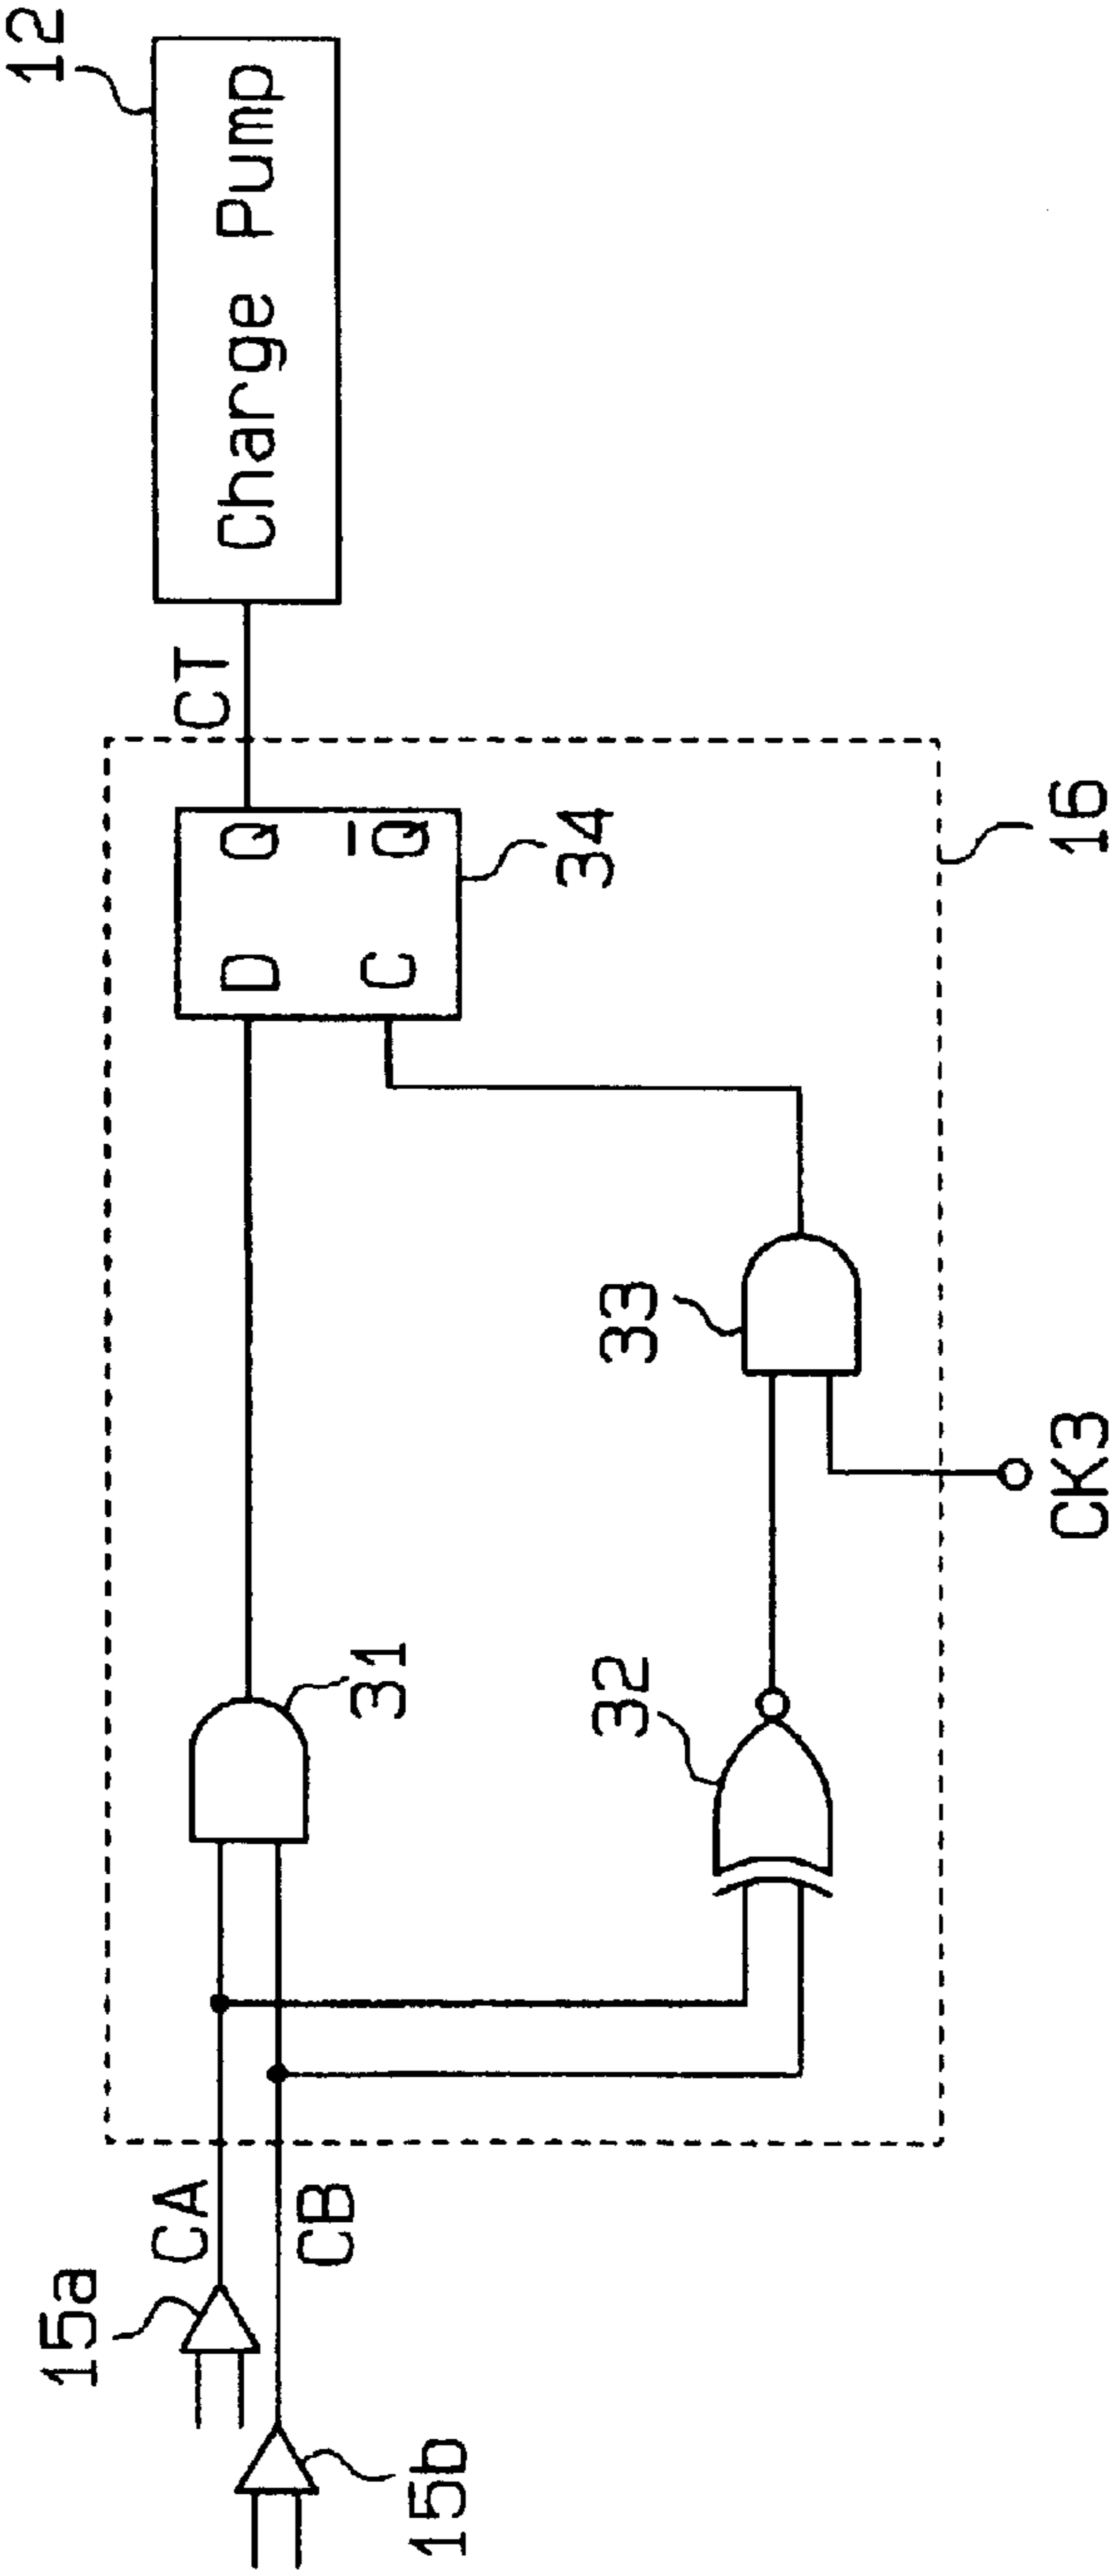 12
Charge Pump
CT
D Q
C Q̅
34
16
33
CK3
31
32
CA
CB
15a
15b